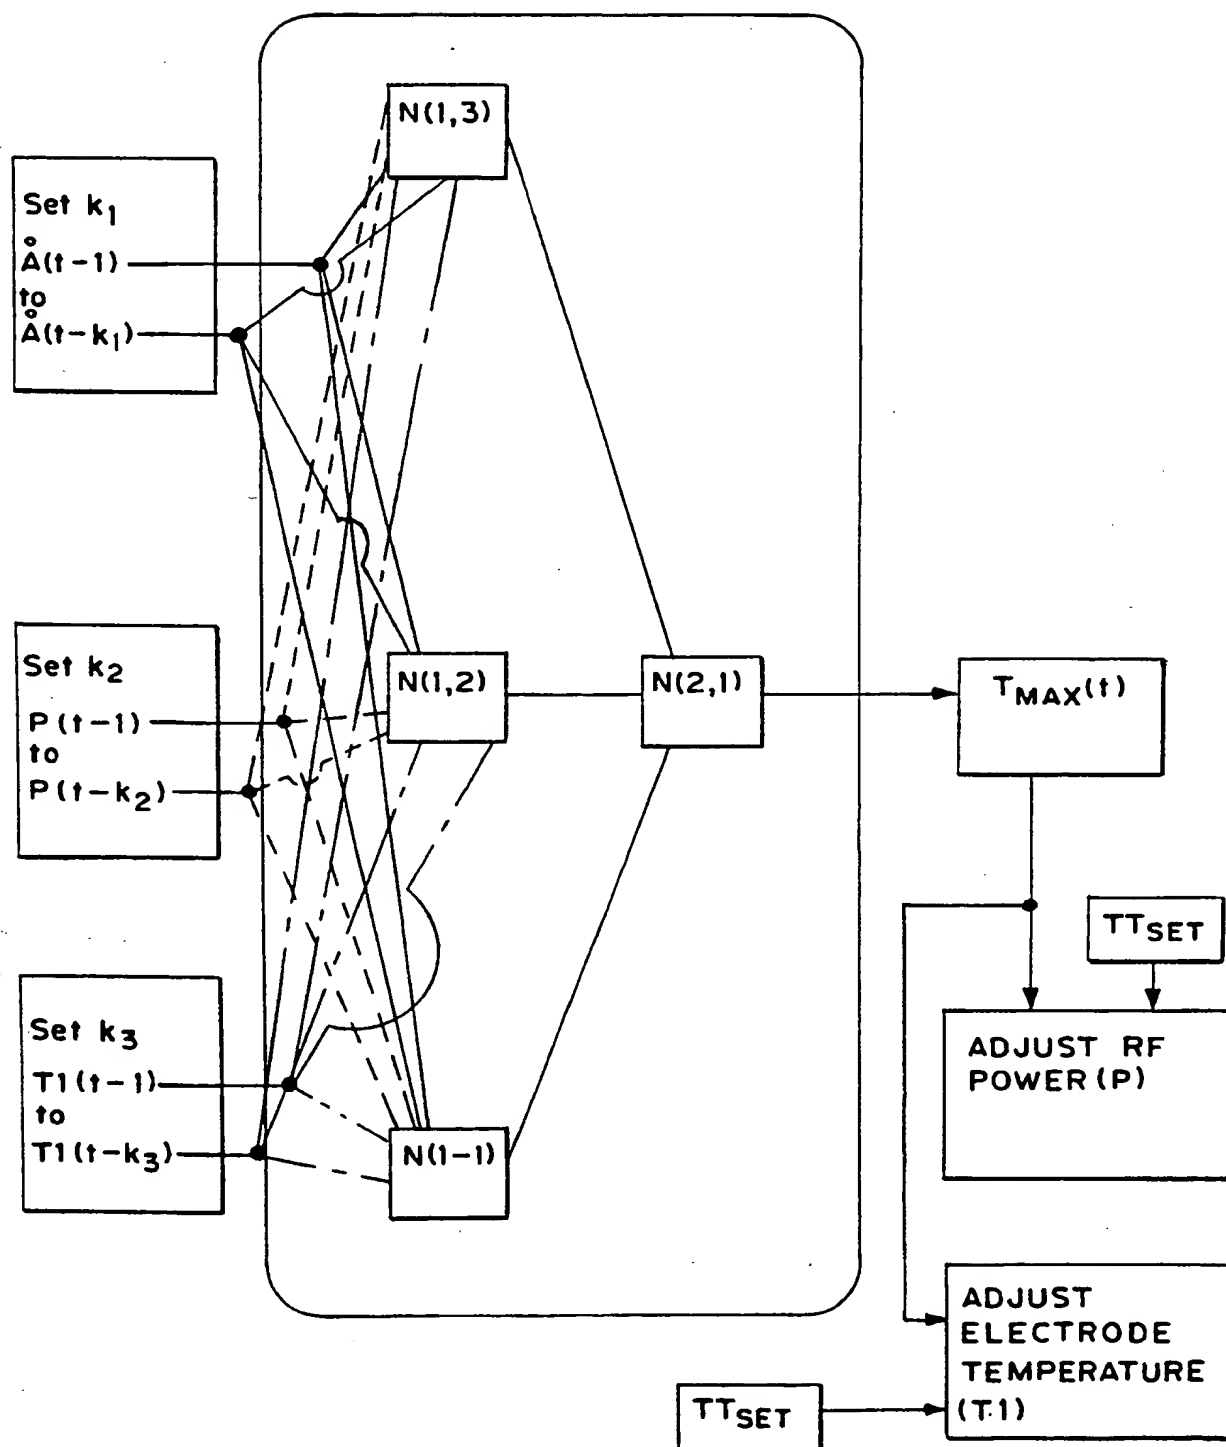 N(1,3)
Set k1
Å(t-1)
to
Å(t-k1)
Set k2
P(t-1)
to
P(t-k2)
N(1,2)
N(2,1)
TMAX(t)
TTSET
ADJUST RF
POWER(P)
Set k3
T1(t-1)
to
T1(t-k3)
N(1-1)
ADJUST
ELECTRODE
TEMPERATURE
(T.1)
TTSET